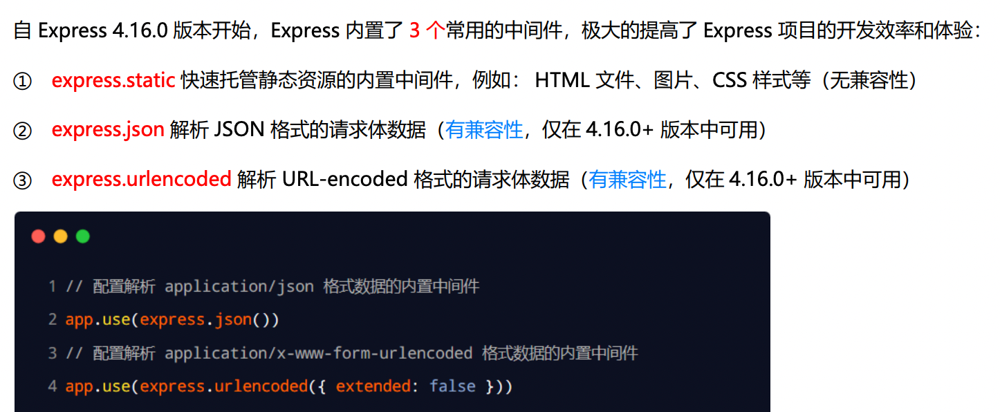 自 Express 4.16.0 版本开始，Express 内置了 3 个常用的中间件，极大的提高了 Express 项目的开发效率和体验：
① express.static 快速托管静态资源的内置中间件，例如： HTML 文件、图片、CSS 样式等（无兼容性）
② express.json 解析 JSON 格式的请求体数据（有兼容性，仅在 4.16.0+ 版本中可用）
③ express.urlencoded 解析 URL-encoded 格式的请求体数据（有兼容性，仅在 4.16.0+ 版本中可用）
1 // 配置解析 application/json 格式数据的内置中间件
2 app.use(express.json())
3 // 配置解析 application/x-www-form-urlencoded 格式数据的内置中间件
4 app.use(express.urlencoded({ extended: false }))